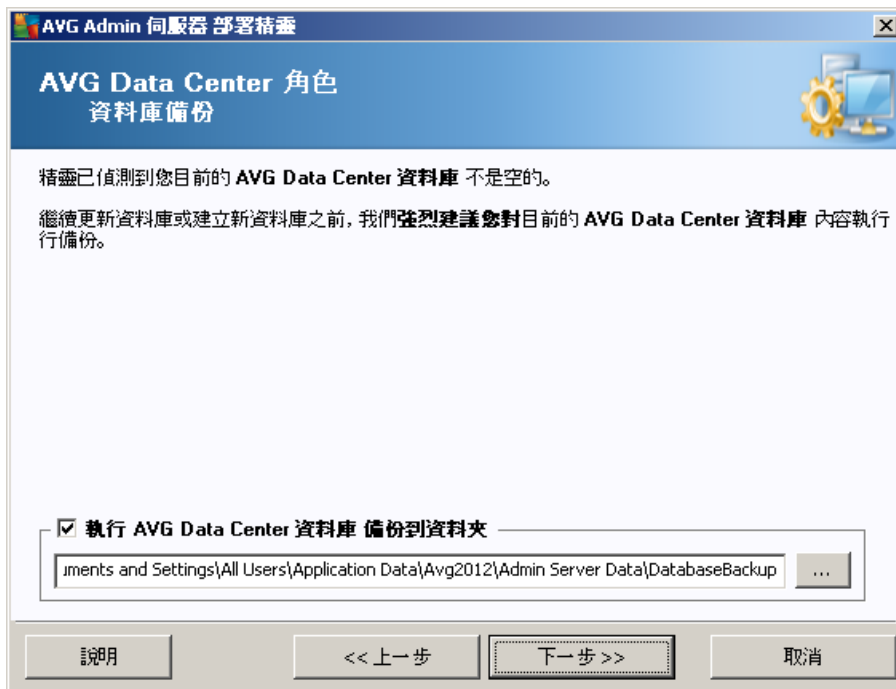 AVG Admin 伺服器 部署精靈
AVG Data Center 角色
資料庫備份
精靈已偵測到您目前的 AVG Data Center 資料庫 不是空的。
繼續更新資料庫或建立新資料庫之前, 我們強烈建議您對目前的 AVG Data Center 資料庫 內容執行
行備份。
執行 AVG Data Center 資料庫 備份到資料夾
uments and Settings\All Users\Application Data\Avg2012\Admin Server Data\DatabaseBackup
...
說明
<< 上一步
下一步 >>
取消